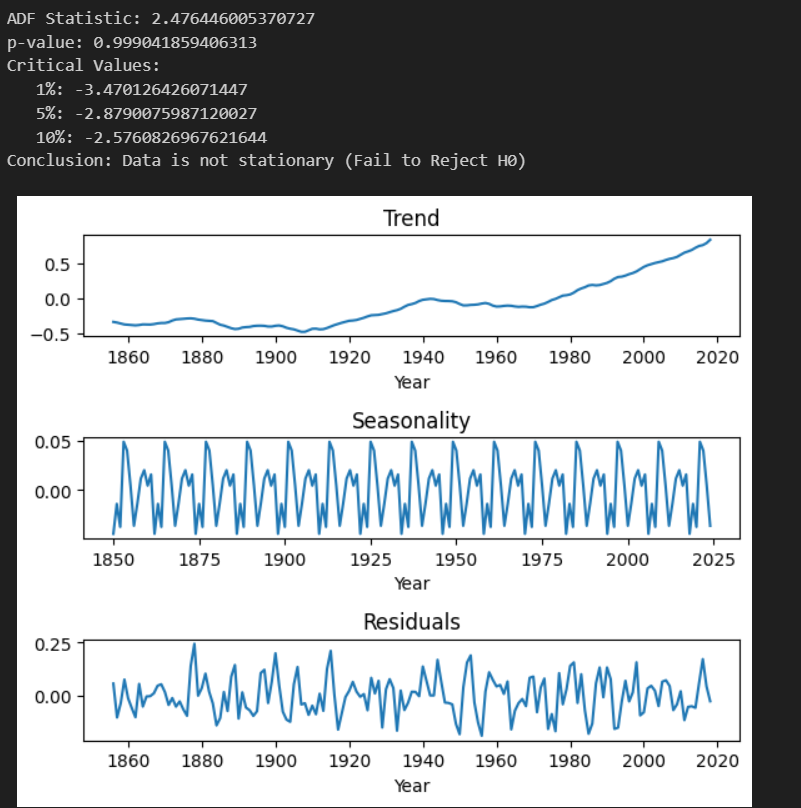 ADF Statistic: 2.476446005370727
p-value: 0.999041859406313
Critical Values:
1%: -3.470126426071447
5%: -2.8790075987120027
10%: -2.5760826967621644
Conclusion: Data is not stationary (Fail to Reject H0)
Trend
0.5
0.0
−0.5
1860 1880 1900 1920 1940 1960 1980 2000 2020
Year
Seasonality
0.05
0.00
1850 1875 1900 1925 1950 1975 2000 2025
Year
Residuals
0.25
0.00
1860 1880 1900 1920 1940 1960 1980 2000 2020
Year